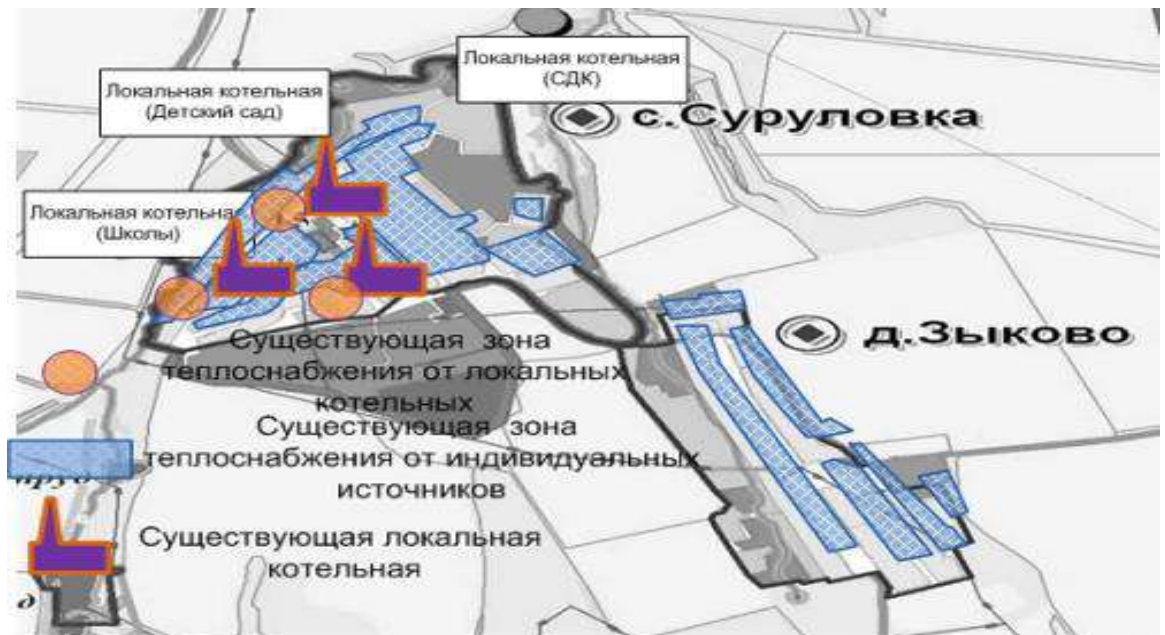 Локальная котельная
(СДК)
Локальная котельная
(Детский сад)
с.Суруловка
Локальная котельна
(Школы)
д.Зыково
Существующая зона
теплоснабжения от локальных
котельных
Существующая зона
теплоснабжения от индивидуальных
источников
пруд
Существующая локальная
котельная
д